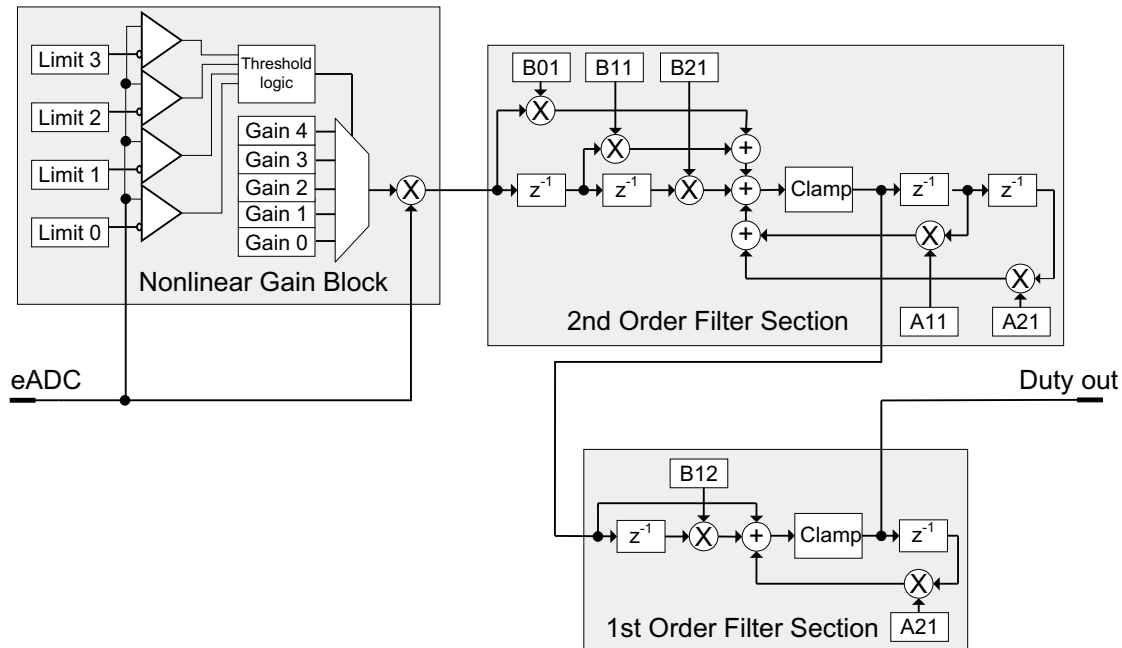 Limit 3
Limit 2
Limit 1
Limit 0
Threshold
logic
Gain 4
Gain 3
Gain 2
Gain 1
Gain 0
X
Nonlinear Gain Block
eADC
B01
B11
B21
X
X
+
z-1
z-1
X
+
Clamp
z-1
z-1
+
X
X
A11
A21
2nd Order Filter Section
Duty out
B12
z-1
X
+
Clamp
z-1
X
A21
1st Order Filter Section